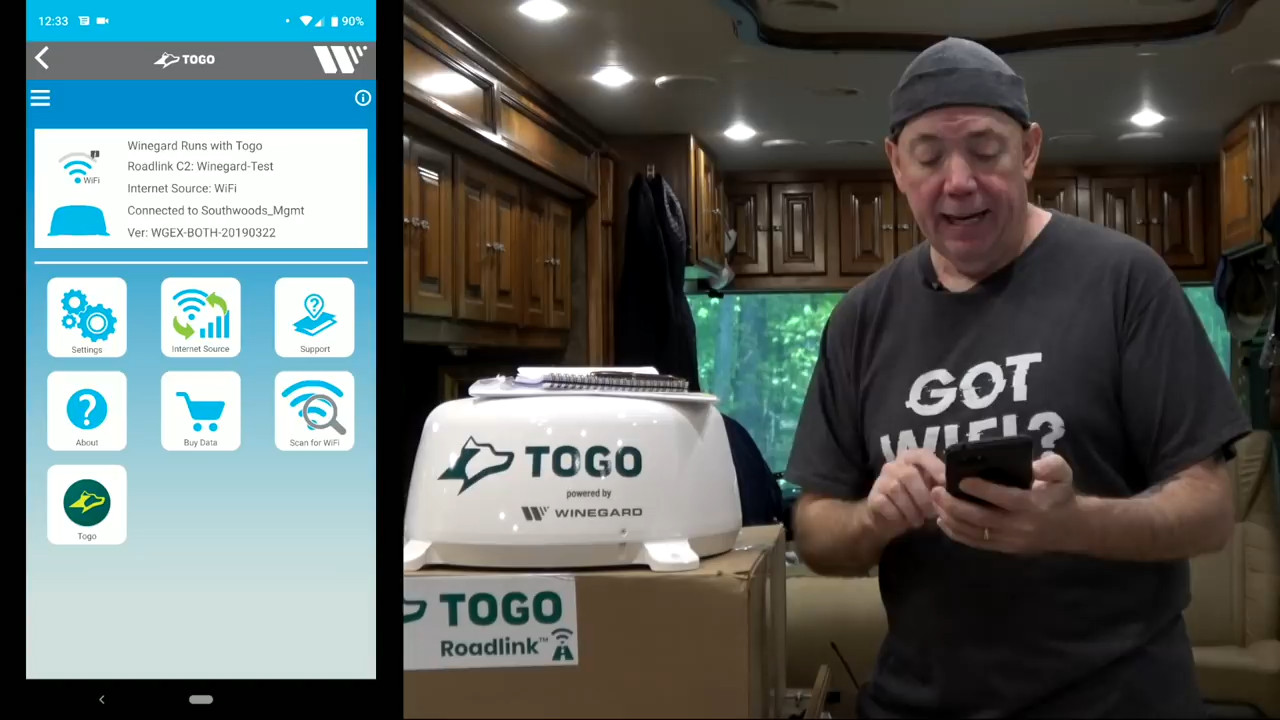 12:33
90%
TOGO
Winegard Runs with Togo
Roadlink C2: Winegard-Test
WiFi
Internet Source: WiFi
Connected to Southwoods_Mgmt
Ver: WGEX-BOTH-20190322
Settings
Internet Source
Support
About
Buy Data
Scan for WiFi
Togo
GOT
WIFI?
TOGO
powered by
WINEGARD
TOGO
Roadlink™